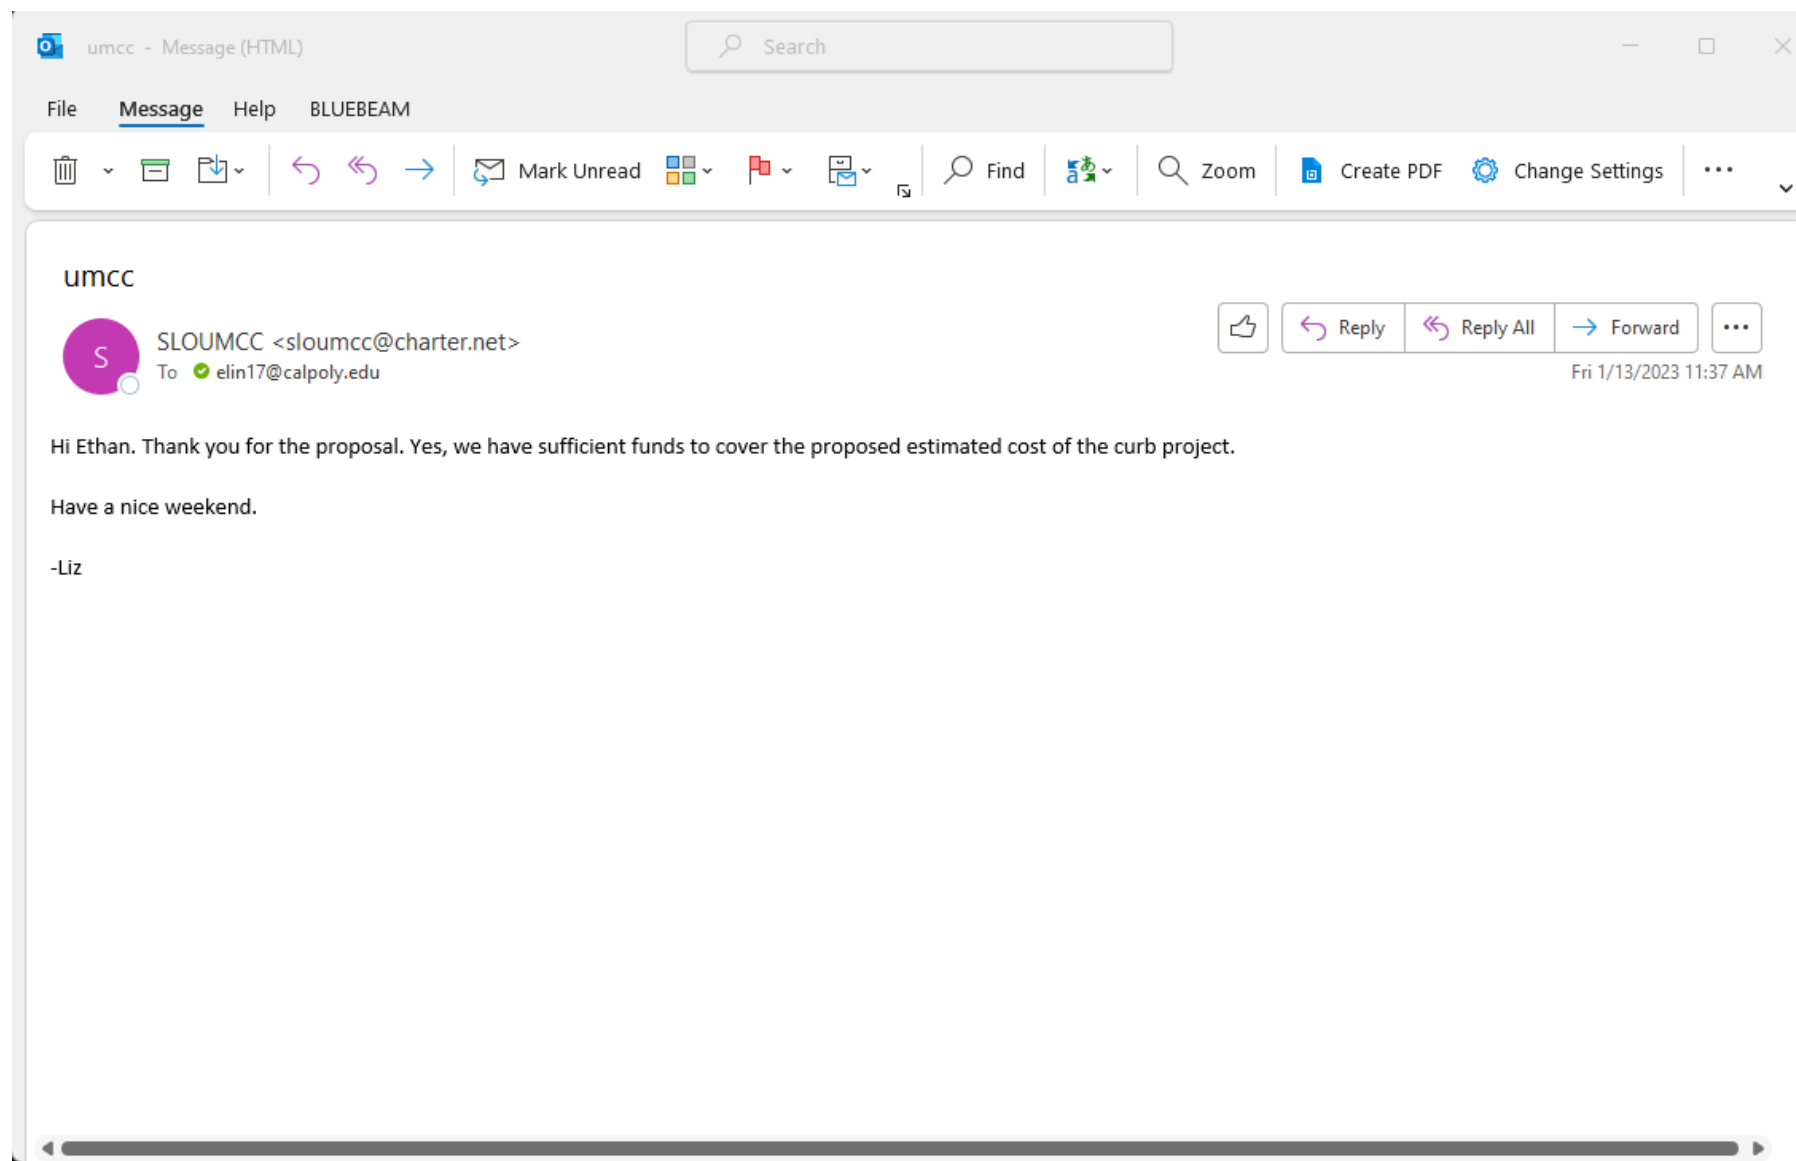 umcc - Message (HTML)
Search
File Message Help BLUEBEAM
Mark Unread Find あ a Zoom Create PDF Change Settings
umcc
S
SLOUMCC <sloumcc@charter.net>
To elin17@calpoly.edu
Reply Reply All Forward
Fri 1/13/2023 11:37 AM
Hi Ethan. Thank you for the proposal. Yes, we have sufficient funds to cover the proposed estimated cost of the curb project.
Have a nice weekend.
-Liz